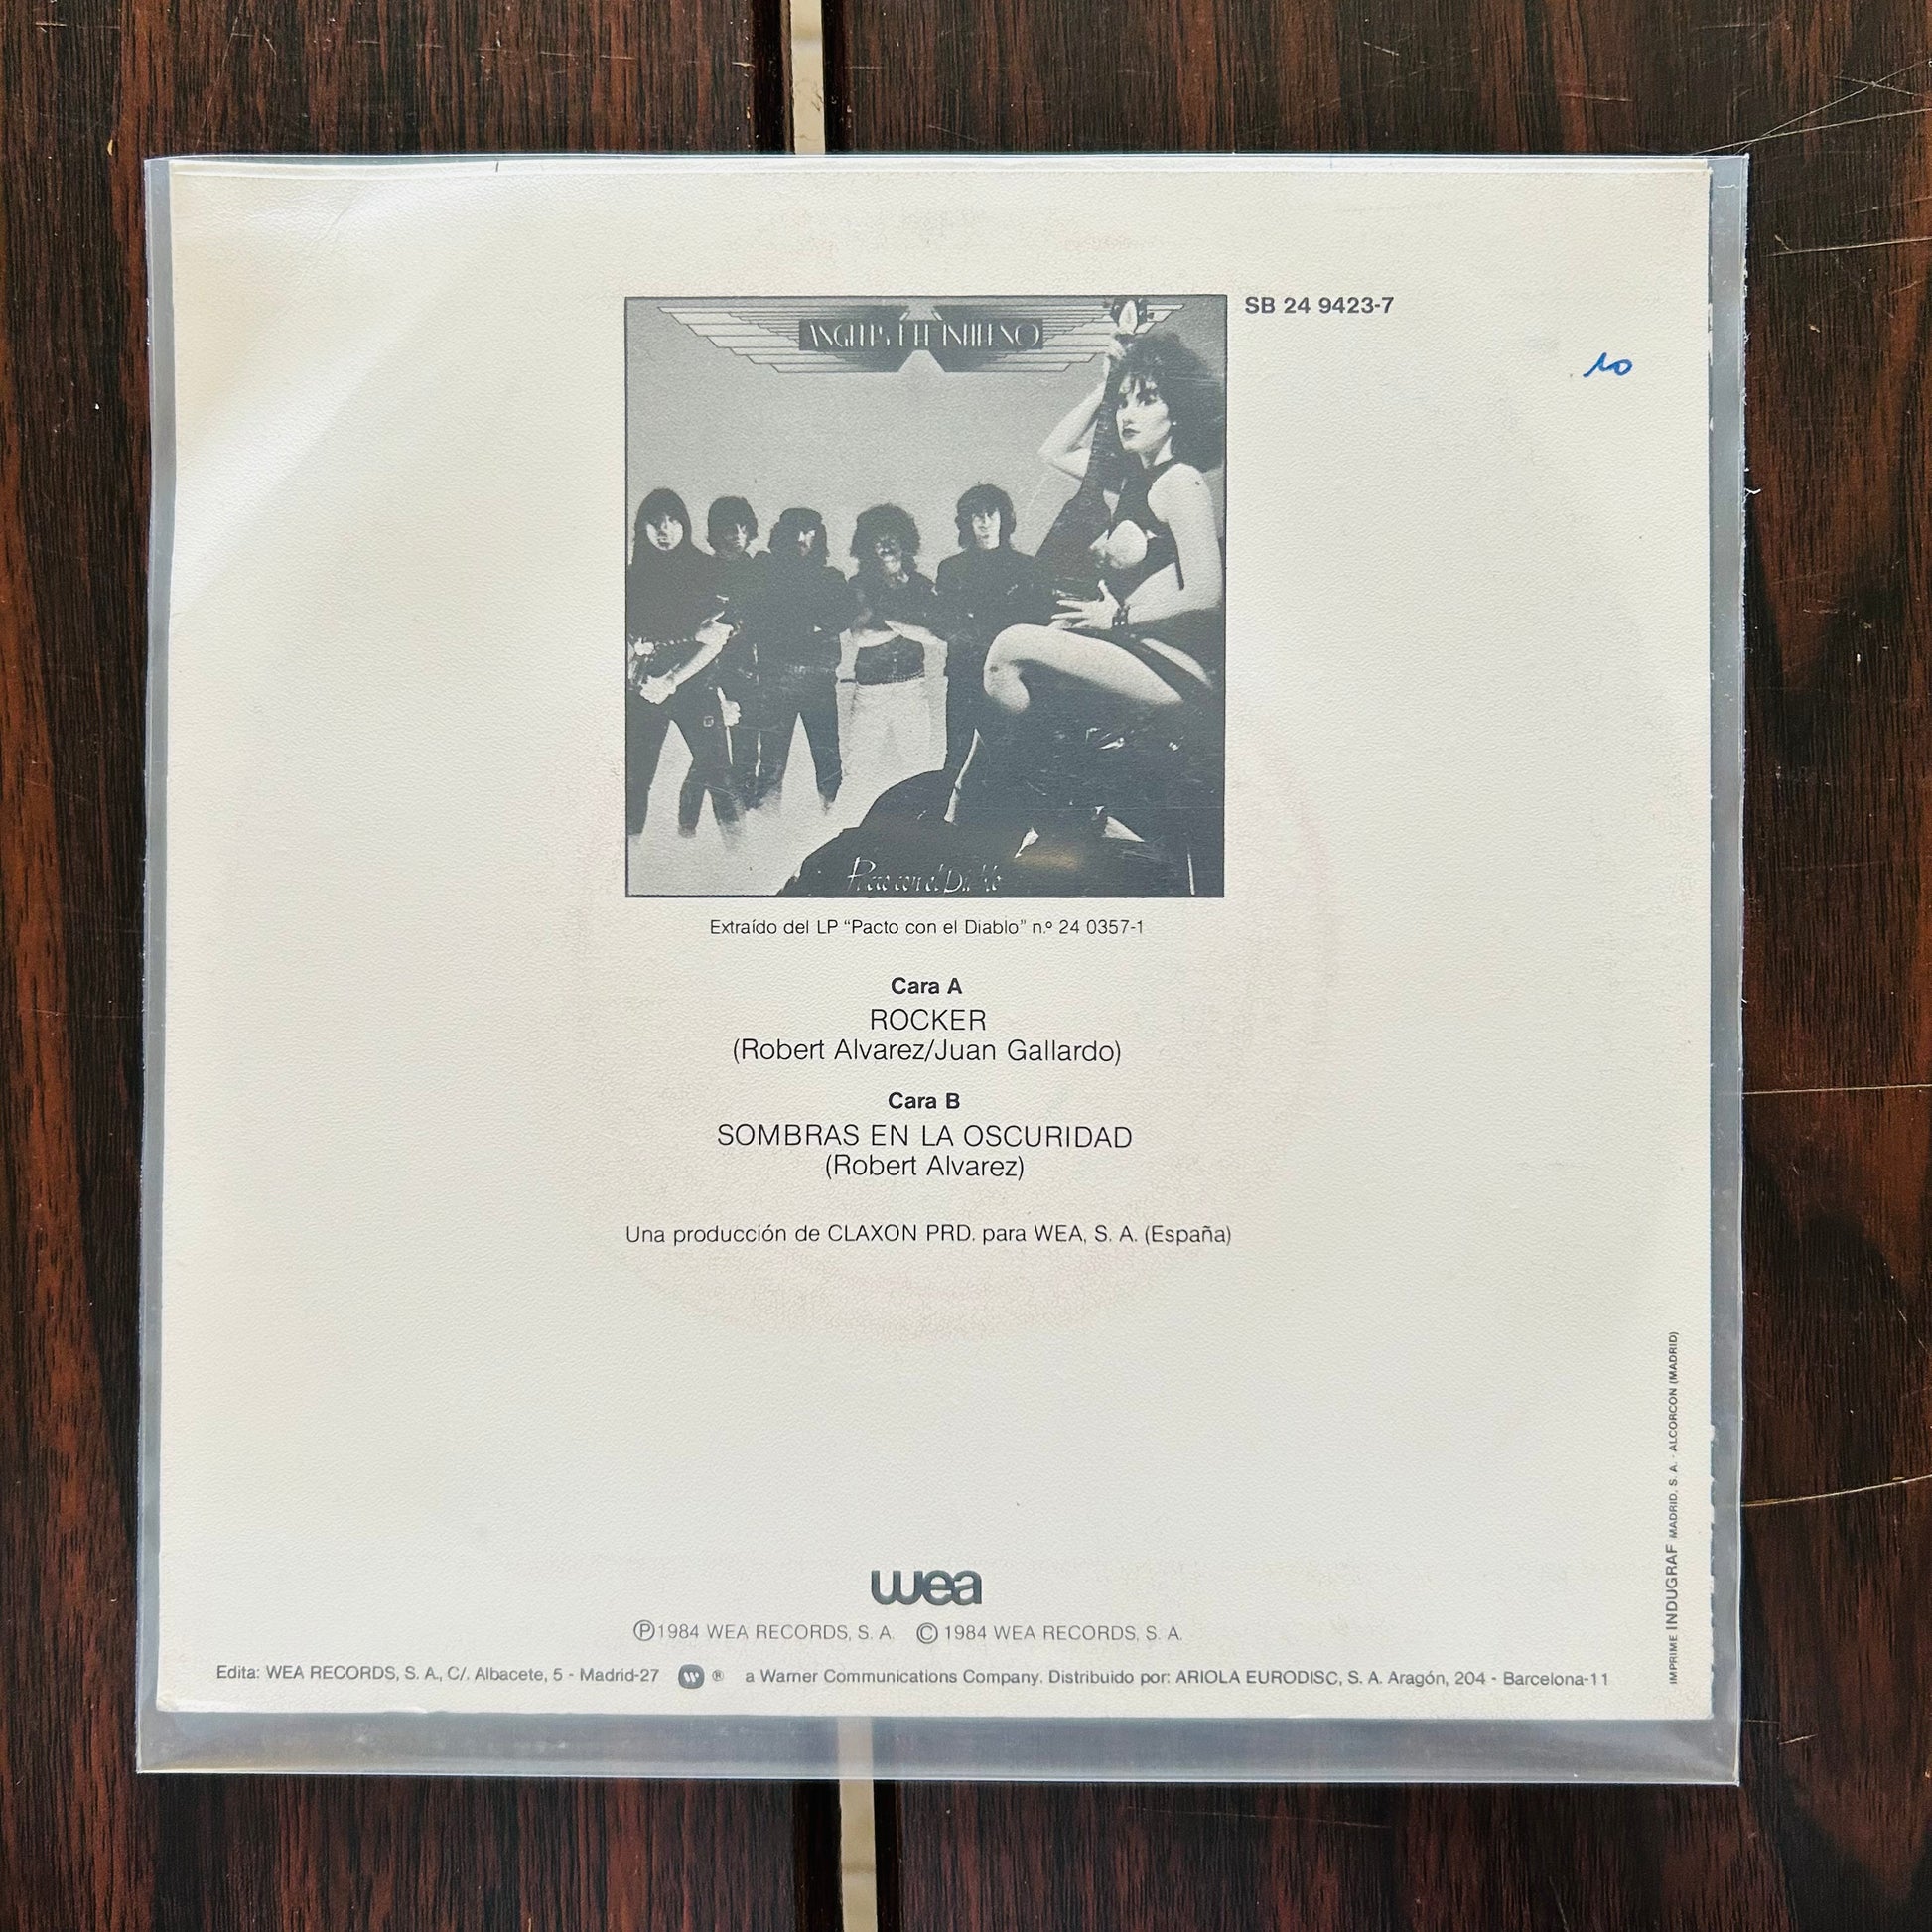 SB 24 9423-7
10
ANGELES DEL INFIERNO
Pacto con el Diablo
Extraído del LP “Pacto con el Diablo” n.º 24 0357-1
Cara A
ROCKER
(Robert Alvarez/Juan Gallardo)
Cara B
SOMBRAS EN LA OSCURIDAD
(Robert Alvarez)
Una producción de CLAXON PRD. para WEA, S. A. (España)
wea
Ⓟ1984 WEA RECORDS, S. A. © 1984 WEA RECORDS, S. A.
Edita: WEA RECORDS, S. A., C/. Albacete, 5 - Madrid-27 W ® a Warner Communications Company. Distribuido por: ARIOLA EURODISC, S. A. Aragón, 204 - Barcelona-11
IMPRIME INDUGRAF MADRID, S. A. - ALCORCON (MADRID)